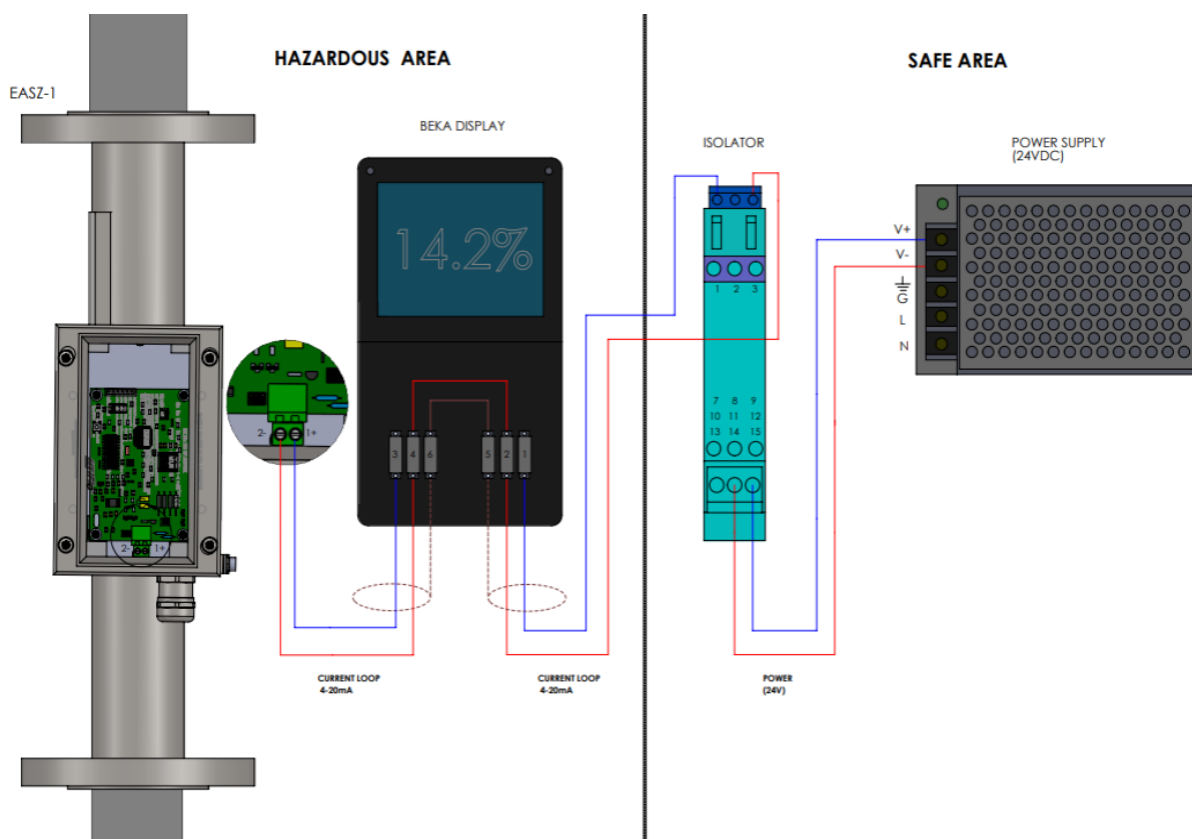 HAZARDOUS AREA
SAFE AREA
EASZ-1
BEKA DISPLAY
ISOLATOR
POWER SUPPLY
(24VDC)
14.2%
V+
V-
G
L
N
1 2 3
7 8 9
10 11 12
13 14 15
2- 1+
3 4 6 5 2 1
2- 1+
CURRENT LOOP
4-20mA
CURRENT LOOP
4-20mA
POWER
(24V)